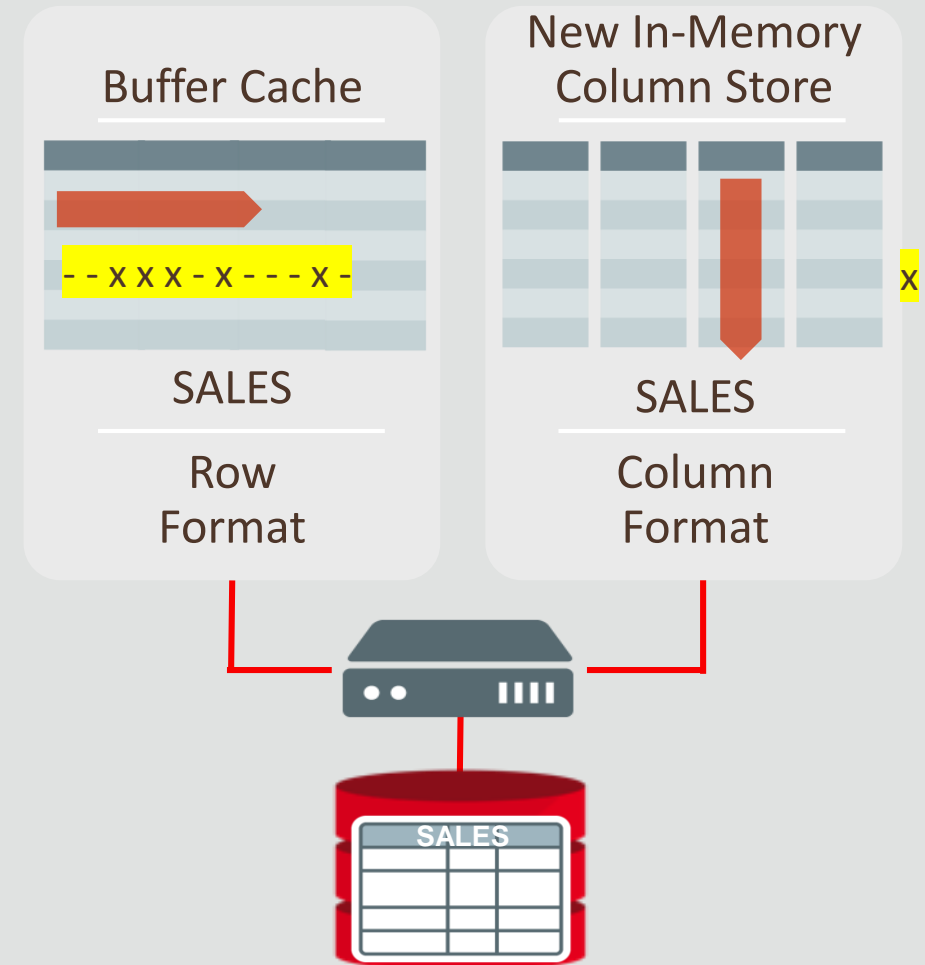 Buffer Cache
- - x x x - x - - - x -
SALES
Row
Format
New In-Memory
Column Store
x
SALES
Column
Format
SALES